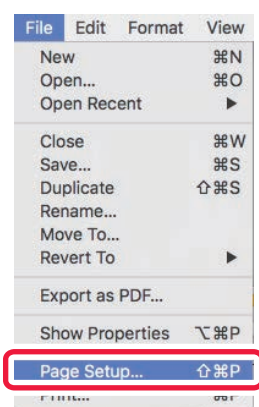 File Edit Format View
New ⌘N
Open... ⌘O
Open Recent ▶
Close ⌘W
Save... ⌘S
Duplicate ⇧⌘S
Rename...
Move To...
Revert To ▶
Export as PDF...
Show Properties ⌥⌘P
Page Setup... ⇧⌘P
Print... ⌘P